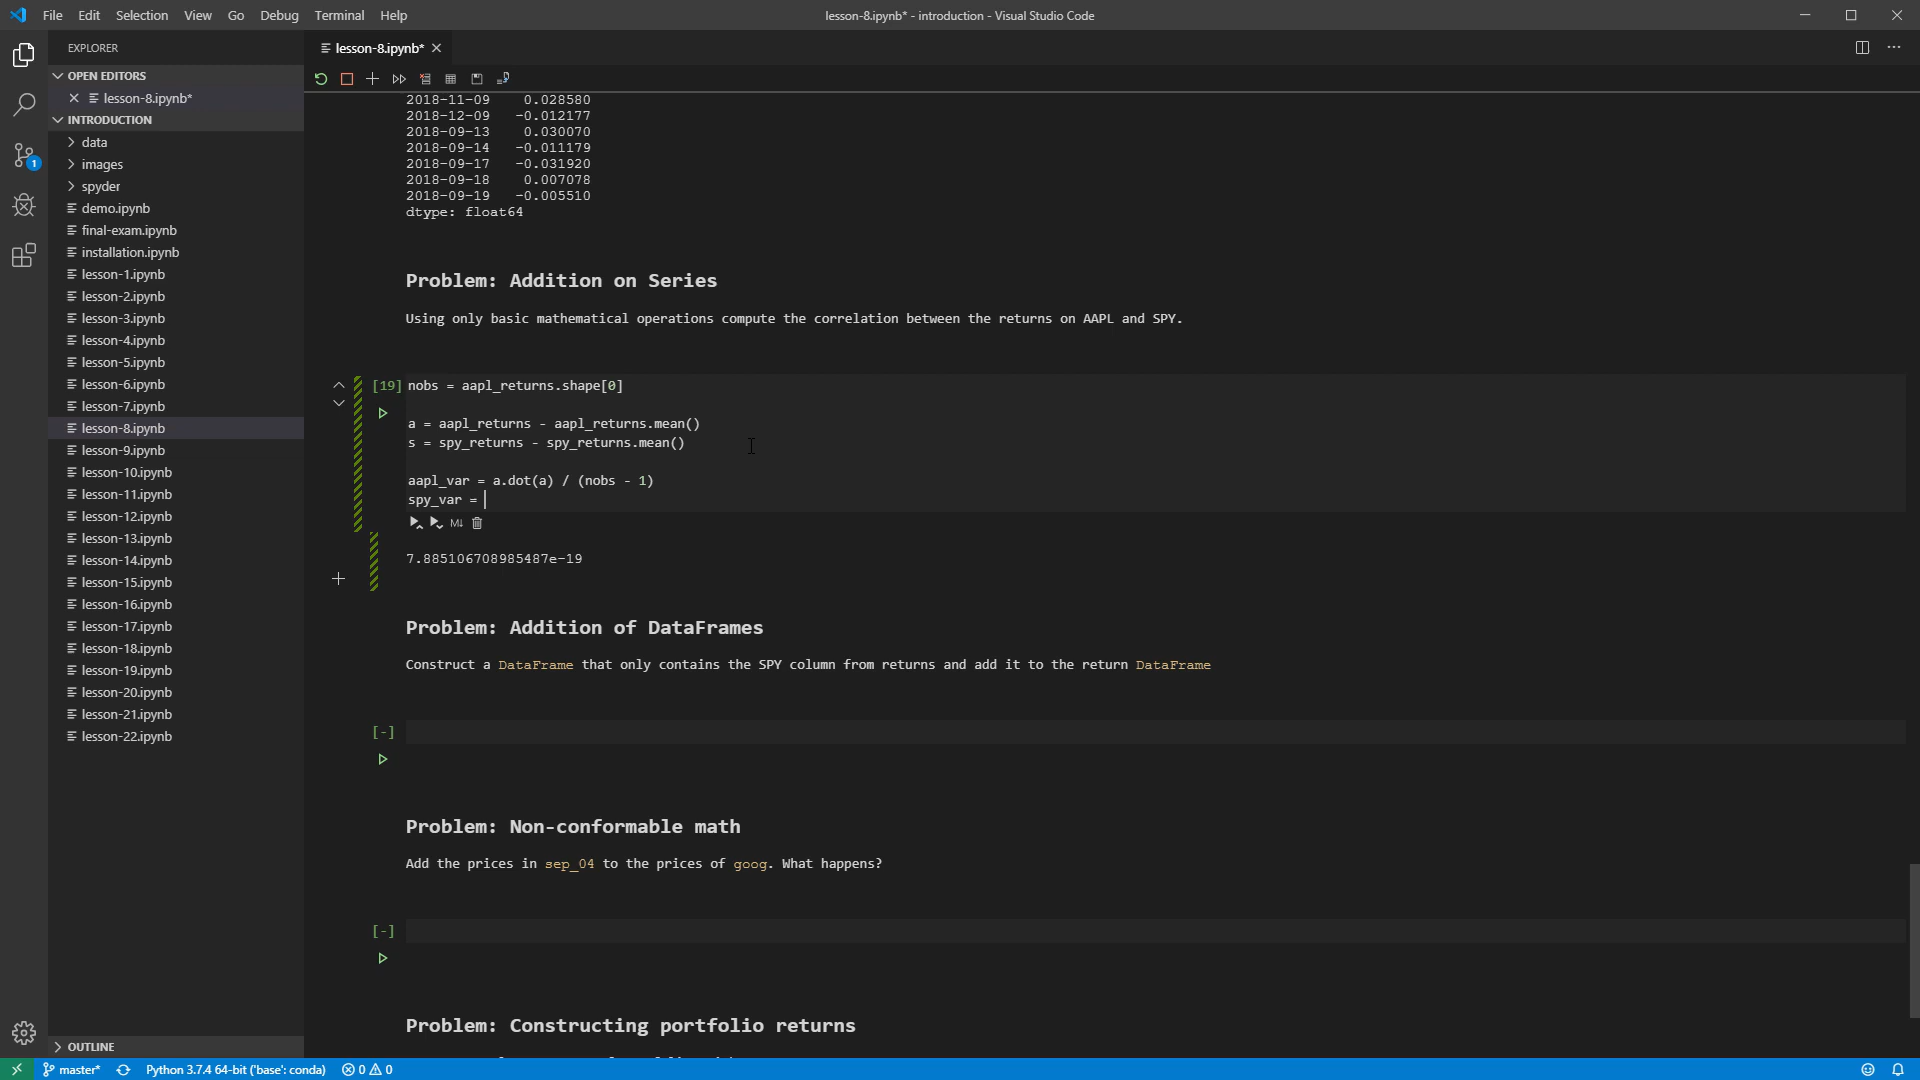 File Edit Selection View Go Debug Terminal Help
lesson-8.ipynb* - introduction - Visual Studio Code
EXPLORER
OPEN EDITORS
lesson-8.ipynb*
INTRODUCTION
data
images
spyder
demo.ipynb
final-exam.ipynb
installation.ipynb
lesson-1.ipynb
lesson-2.ipynb
lesson-3.ipynb
lesson-4.ipynb
lesson-5.ipynb
lesson-6.ipynb
lesson-7.ipynb
lesson-8.ipynb
lesson-9.ipynb
lesson-10.ipynb
lesson-11.ipynb
lesson-12.ipynb
lesson-13.ipynb
lesson-14.ipynb
lesson-15.ipynb
lesson-16.ipynb
lesson-17.ipynb
lesson-18.ipynb
lesson-19.ipynb
lesson-20.ipynb
lesson-21.ipynb
lesson-22.ipynb
OUTLINE
1
lesson-8.ipynb*
2018-11-09 0.028580
2018-12-09 -0.012177
2018-09-13 0.030070
2018-09-14 -0.011179
2018-09-17 -0.031920
2018-09-18 0.007078
2018-09-19 -0.005510
dtype: float64
Problem: Addition on Series
Using only basic mathematical operations compute the correlation between the returns on AAPL and SPY.
[19] nobs = aapl_returns.shape[0]
a = aapl_returns - aapl_returns.mean()
s = spy_returns - spy_returns.mean()
aapl_var = a.dot(a) / (nobs - 1)
spy_var =
M↓
7.885106708985487e-19
Problem: Addition of DataFrames
Construct a DataFrame that only contains the SPY column from returns and add it to the return DataFrame
[-]
Problem: Non-conformable math
Add the prices in sep_04 to the prices of goog. What happens?
[-]
Problem: Constructing portfolio returns
master* Python 3.7.4 64-bit ('base': conda) 0 0